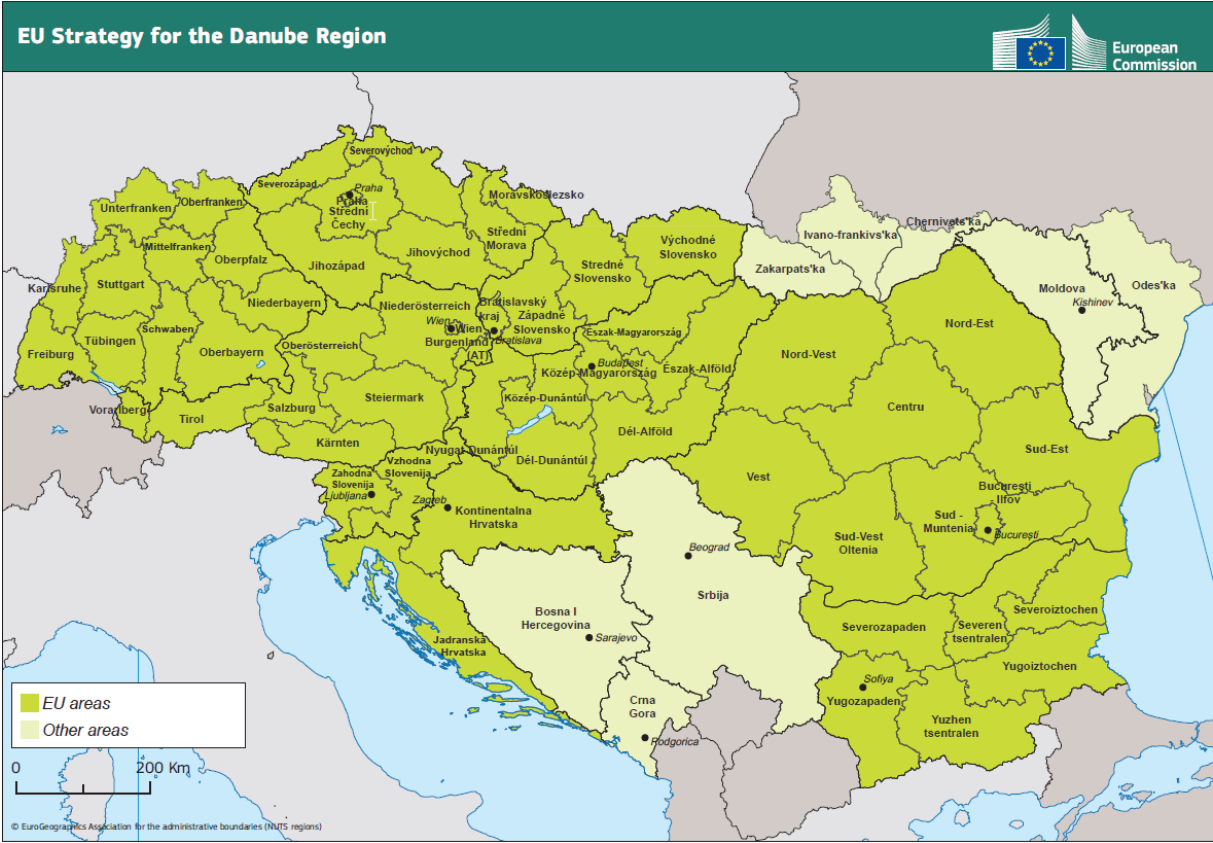 EU Strategy for the Danube Region
European
Commission
Severovýchod
Severozápad
Praha
Praha
Střední
Čechy
Moravskoslezsko
Unterfranken
Oberfranken
Mittelfranken
Oberpfalz
Jihozápad
Jihovýchod
Střední
Morava
Stredné
Slovensko
Východné
Slovensko
Zakarpats'ka
Ivano-frankivs'ka
Chernivats'ka
Moldova
Kishinev
Odes'ka
Karlsruhe
Stuttgart
Niederbayern
Niederösterreich
Wien
Wien
Bratislavský
kraj
Bratislava
Západné
Slovensko
Burgenland
(AT)
Freiburg
Tübingen
Schwaben
Oberbayern
Oberösterreich
Észak-Magyarország
Budapest
Közép-Magyarország
Észak-Alföld
Nord-Vest
Nord-Est
Vorarlberg
Tirol
Salzburg
Steiermark
Közép-Dunántúl
Centru
Kärnten
Nyugat-Dunántúl
Dél-Dunántúl
Dél-Alföld
Vest
Sud-Est
Zahodna
Slovenija
Ljubljana
Vzhodna
Slovenija
Zagreb
Kontinentalna
Hrvatska
Bucureşti
- Ilfov
Sud -
Muntenia
Bucureşti
Sud-Vest
Oltenia
Beograd
Srbija
Bosna I
Hercegovina
Sarajevo
Jadranska
Hrvatska
Severozapaden
Severen
tsentralen
Severoiztochen
Yugoiztochen
Sofiya
Yugozapaden
Yuzhen
tsentralen
Crna
Gora
Podgorica
EU areas
Other areas
0 200 Km
© EuroGeographics Association for the administrative boundaries (NUTS regions)